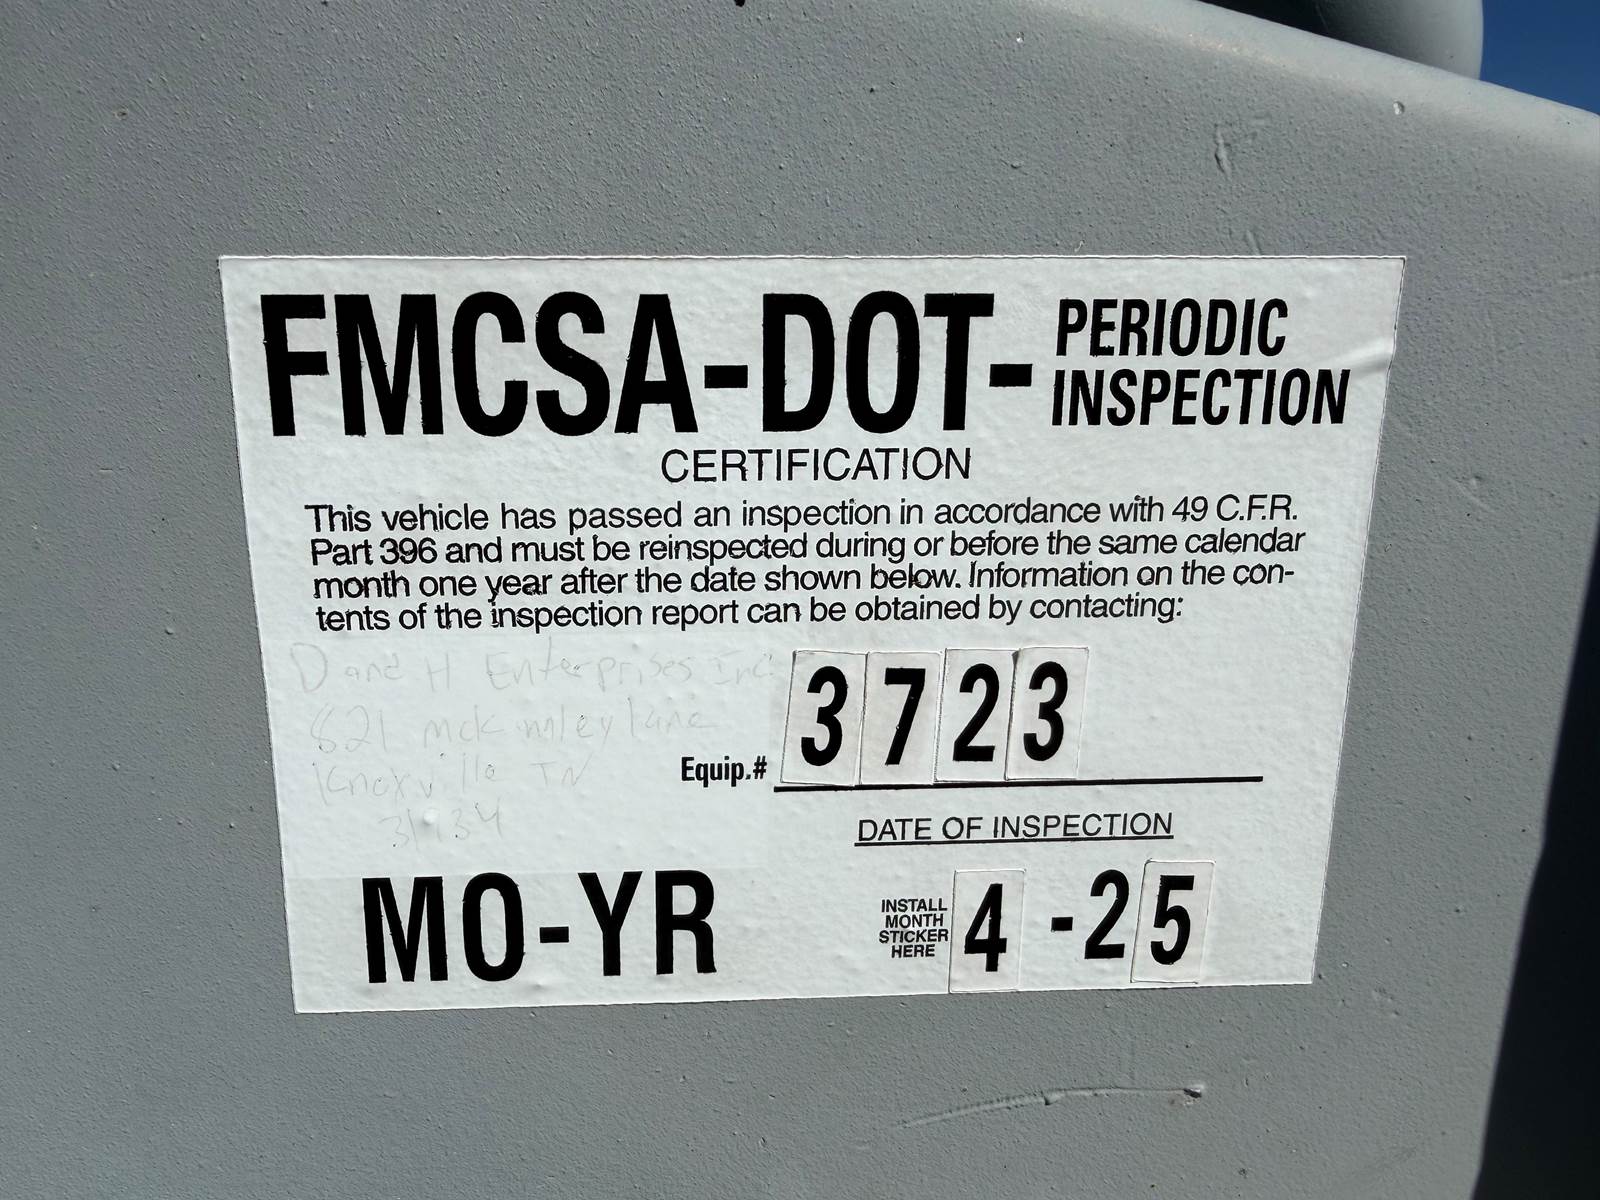 FMCSA-DOT- PERIODIC
INSPECTION
CERTIFICATION
This vehicle has passed an inspection in accordance with 49 C.F.R.
Part 396 and must be reinspected during or before the same calendar
month one year after the date shown below. Information on the con-
tents of the inspection report can be obtained by contacting:
D and H Enterprises Inc.
821 mckinnley lane
Knoxville TN
Equip.# 3723
DATE OF INSPECTION
MO-YR
INSTALL
MONTH
STICKER
HERE
4 -25